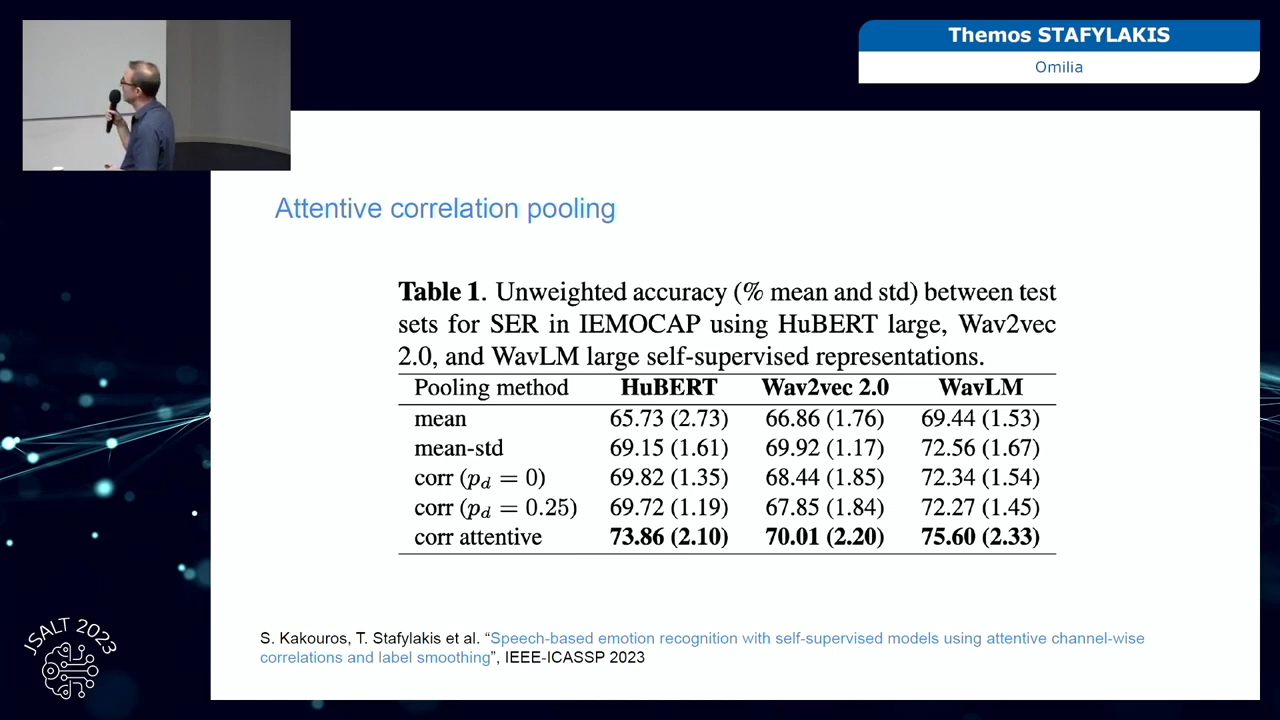 Themos STAFYLAKIS
Omilia
Attentive correlation pooling
Table 1. Unweighted accuracy (% mean and std) between test
sets for SER in IEMOCAP using HuBERT large, Wav2vec
2.0, and WavLM large self-supervised representations.
Pooling method HuBERT Wav2vec 2.0 WavLM
mean 65.73 (2.73) 66.86 (1.76) 69.44 (1.53)
mean-std 69.15 (1.61) 69.92 (1.17) 72.56 (1.67)
corr (p_d = 0) 69.82 (1.35) 68.44 (1.85) 72.34 (1.54)
corr (p_d = 0.25) 69.72 (1.19) 67.85 (1.84) 72.27 (1.45)
corr attentive 73.86 (2.10) 70.01 (2.20) 75.60 (2.33)
S. Kakouros, T. Stafylakis et al. “Speech-based emotion recognition with self-supervised models using attentive channel-wise
correlations and label smoothing”, IEEE-ICASSP 2023
JSALT 2023